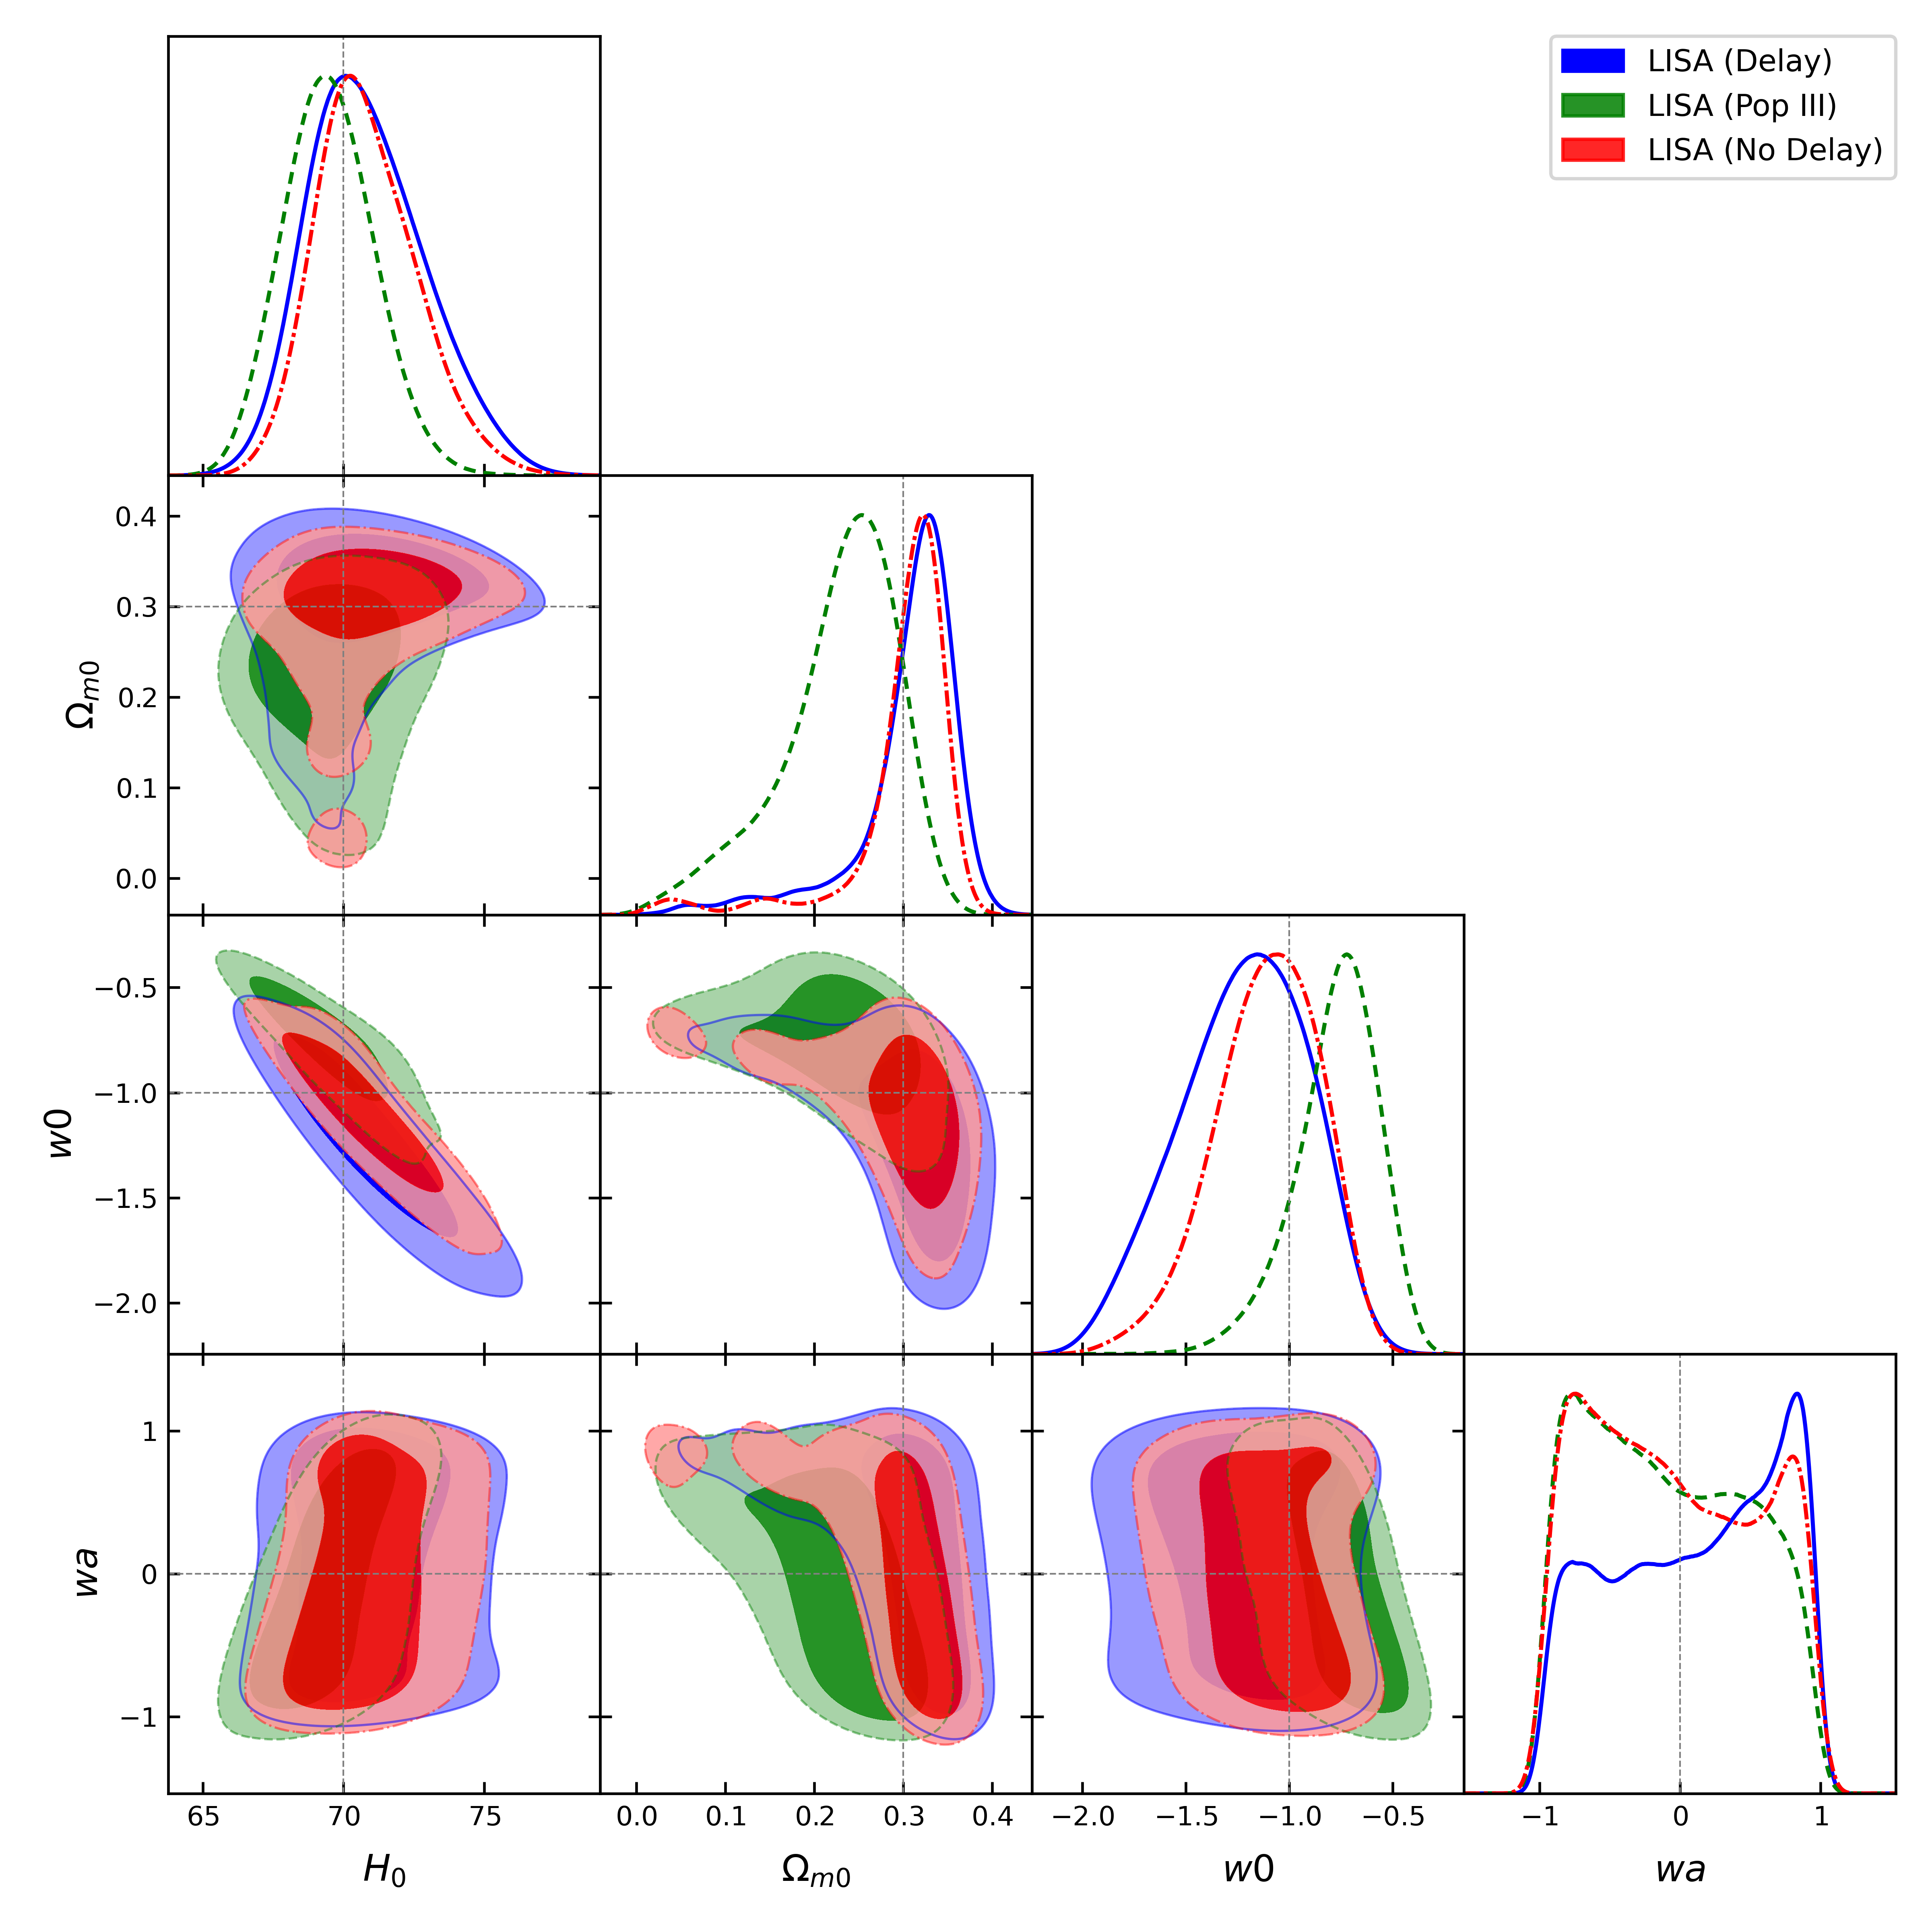 LISA (Delay)
LISA (Pop III)
LISA (No Delay)
0.4
0.3
0.2
0.1
0.0
Ωm0
−0.5
−1.0
−1.5
−2.0
w0
1
0
−1
wa
65 70 75 0.0 0.1 0.2 0.3 0.4 −2.0 −1.5 −1.0 −0.5 −1 0 1
H0 Ωm0 w0 wa